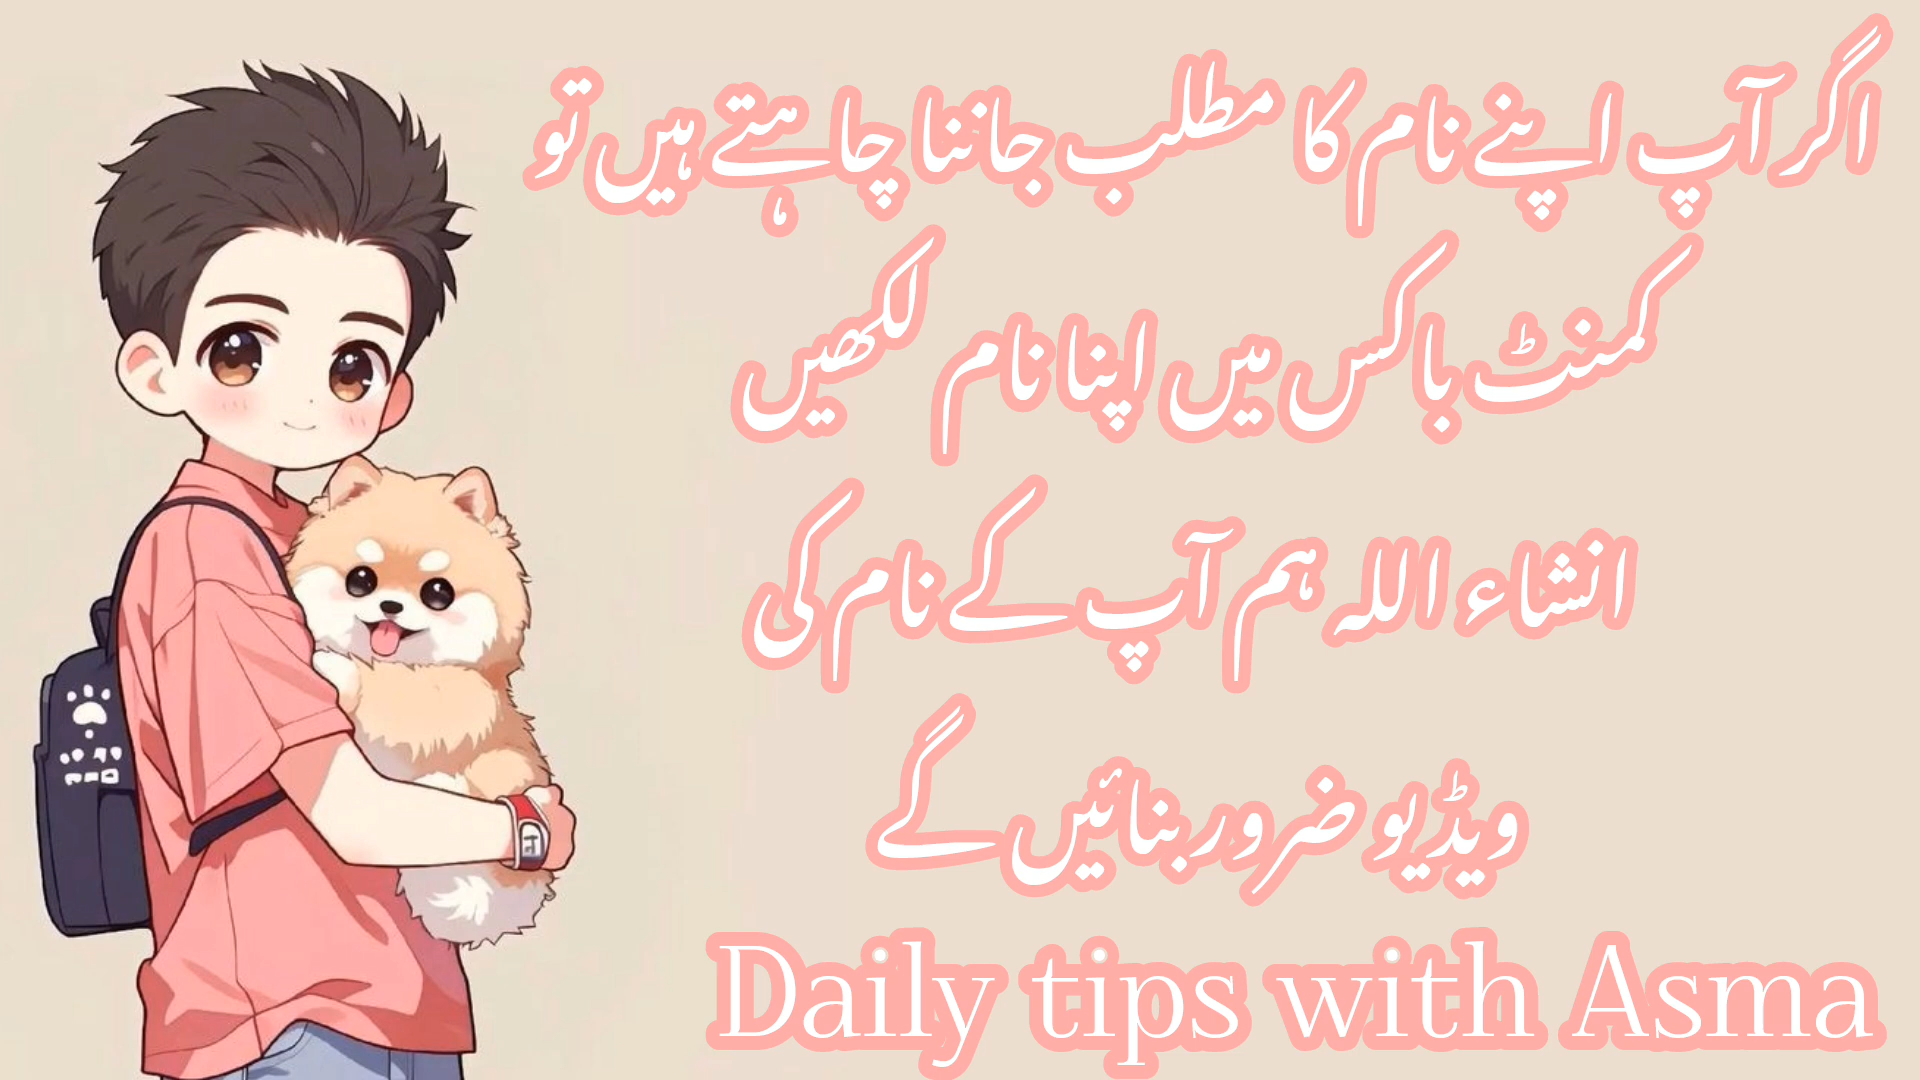 اگر آپ اپنے نام کا مطلب جاننا چاہتے ہیں تو
کمنٹ باکس میں اپنا نام لکھیں
انشاء اللہ ہم آپ کے نام کی
ویڈیو ضرور بنائیں گے
Daily tips with Asma